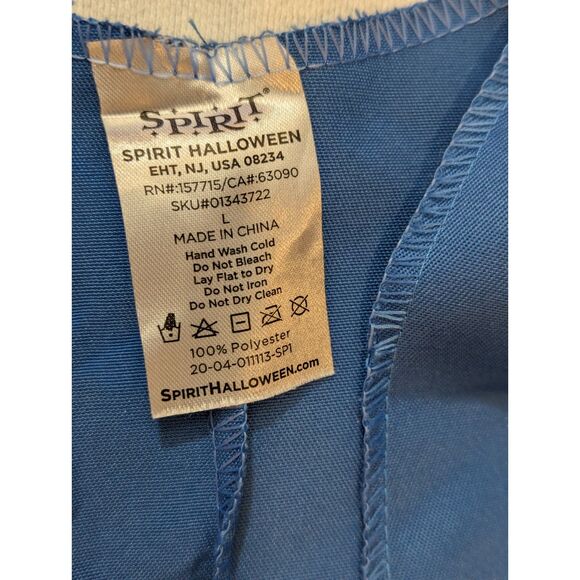 SPIRIT
SPIRIT HALLOWEEN
EHT, NJ, USA 08234
RN#:157715/CA#:63090
SKU#01343722
L
MADE IN CHINA
Hand Wash Cold
Do Not Bleach
Lay Flat to Dry
Do Not Iron
Do Not Dry Clean
100% Polyester
20-04-011113-SP1
SPIRITHALLOWEEN.com